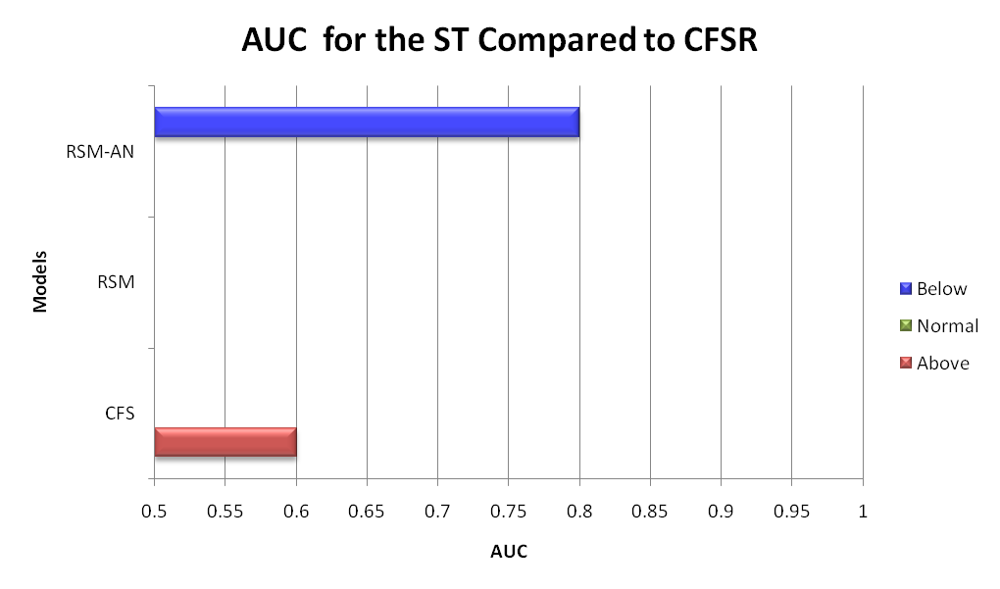 AUC  for the ST Compared to CFSR
RSM-AN
RSM
CFS
Models
0.5 0.55 0.6 0.65 0.7 0.75 0.8 0.85 0.9 0.95 1
AUC
Below
Normal
Above